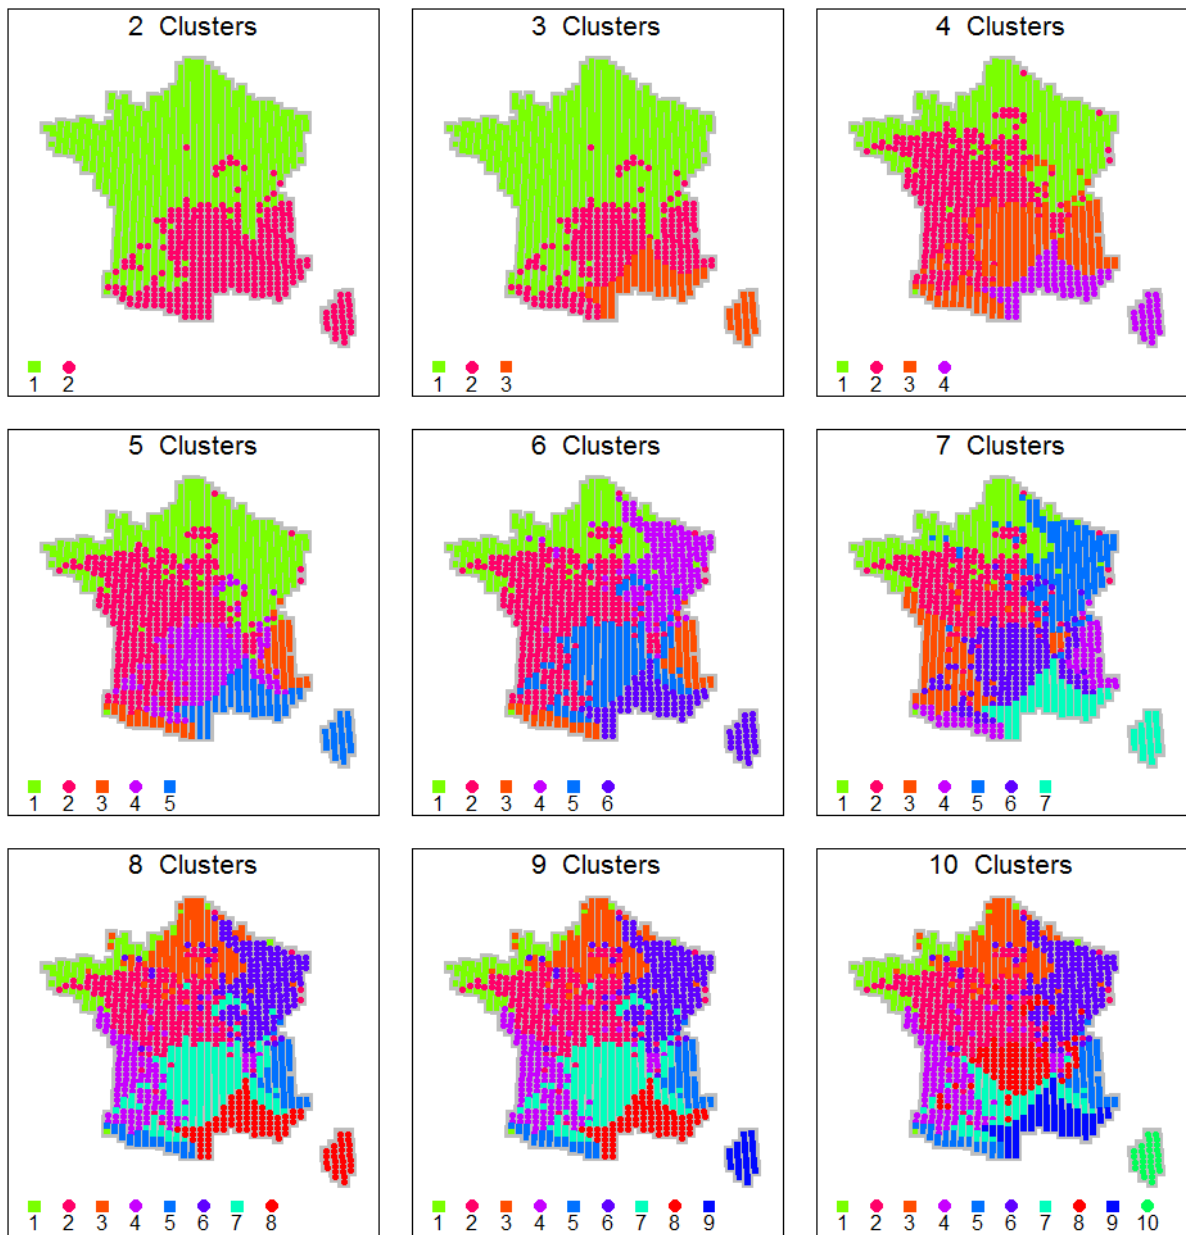 2 Clusters
1 2
3 Clusters
1 2 3
4 Clusters
1 2 3 4
5 Clusters
1 2 3 4 5
6 Clusters
1 2 3 4 5 6
7 Clusters
1 2 3 4 5 6 7
8 Clusters
1 2 3 4 5 6 7 8
9 Clusters
1 2 3 4 5 6 7 8 9
10 Clusters
1 2 3 4 5 6 7 8 9 10